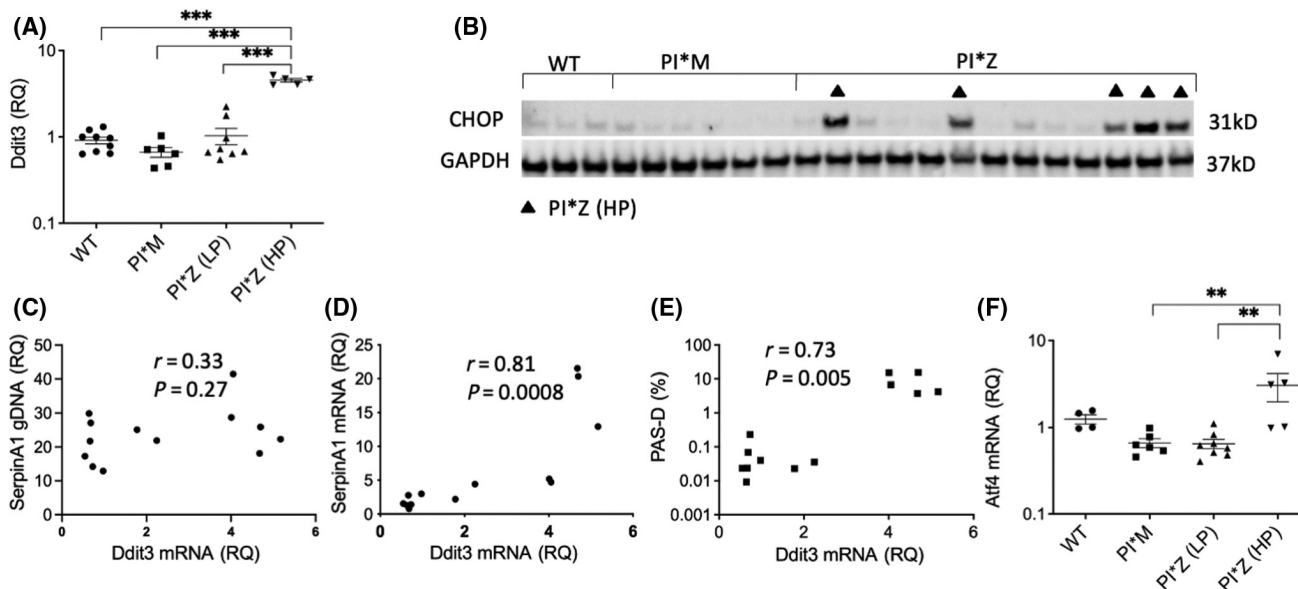 (A)
***
***
***
10
1
0.1
Ddit3 (RQ)
WT
PI*M
PI*Z (LP)
PI*Z (HP)
(B)
WT PI*M PI*Z
CHOP 31kD
GAPDH 37kD
▲ PI*Z (HP)
(C)
r = 0.33
P = 0.27
50
40
30
20
10
0
SerpinA1 gDNA (RQ)
0 2 4 6
Ddit3 mRNA (RQ)
(D)
r = 0.81
P = 0.0008
25
20
15
10
5
0
SerpinA1 mRNA (RQ)
0 2 4 6
Ddit3 mRNA (RQ)
(E)
r = 0.73
P = 0.005
100
10
1
0.1
0.01
0.001
PAS-D (%)
0 2 4 6
Ddit3 mRNA (RQ)
(F)
**
**
10
1
0.1
Atf4 mRNA (RQ)
WT
PI*M
PI*Z (LP)
PI*Z (HP)